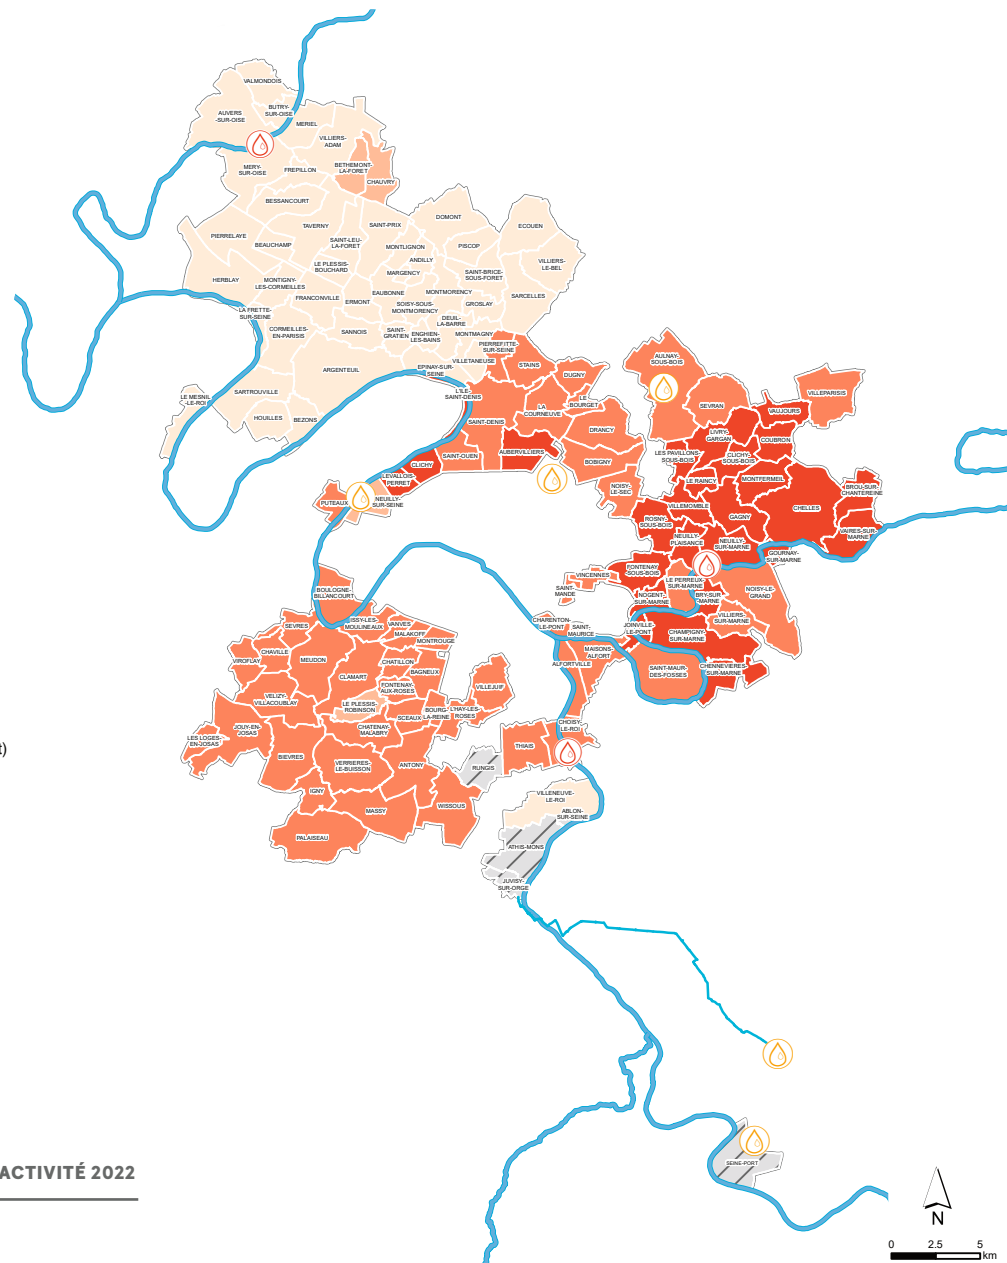 VALMONDOIS
BUTRY-
SUR-OISE
AUVERS
-SUR-OISE
MERIEL
VILLIERS-
ADAM
MERY-
SUR-OISE
FREPILLON
BETHEMONT-
LA-FORET
CHAUVRY
BESSANCOURT
DOMONT
TAVERNY
SAINT-PRIX
ECOUEN
PIERRELAYE
BEAUCHAMP
SAINT-LEU-
LA-FORET
MONTLIGNON
PISCOP
ANDILLY
LE PLESSIS-
BOUCHARD
MARGENCY
SAINT-BRICE-
SOUS-FORET
VILLIERS-
LE-BEL
HERBLAY
MONTIGNY-
LES-CORMEILLES
FRANCONVILLE
ERMONT
EAUBONNE
MONTMORENCY
SARCELLES
SOISY-SOUS-
MONTMORENCY
GROSLAY
LA FRETTE-
SUR-SEINE
DEUIL-
LA-BARRE
CORMEILLES-
EN-PARISIS
SANNOIS
SAINT-
GRATIEN
ENGHIEN-
LES-BAINS
MONTMAGNY
PIERREFITTE-
SUR-SEINE
VILLETANEUSE
STAINS
ARGENTEUIL
EPINAY-SUR-
SEINE
DUGNY
AULNAY-
SOUS-BOIS
LE MESNIL
-LE-ROI
SARTROUVILLE
L'ILE-
SAINT-DENIS
LE
BOURGET
VILLEPARISIS
HOUILLES
BEZONS
SAINT-DENIS
LA
COURNEUVE
SEVRAN
VAUJOURS
DRANCY
LIVRY-
GARGAN
COUBRON
SAINT-OUEN
AUBERVILLIERS
BOBIGNY
LES PAVILLONS-
SOUS-BOIS
CLICHY-
SOUS-BOIS
CLICHY
LEVALLOIS-
PERRET
NOISY-
LE-SEC
LE RAINCY
MONTFERMEIL
BROU-SUR-
CHANTEREINE
PUTEAUX
NEUILLY-
SUR-SEINE
VILLEMOMBLE
CHELLES
ROSNY-
SOUS-BOIS
GAGNY
VAIRES-SUR-
MARNE
NEUILLY-
PLAISANCE
NEUILLY-
SUR-MARNE
GOURNAY-
SUR-MARNE
FONTENAY-
SOUS-BOIS
VINCENNES
LE PERREUX-
SUR-MARNE
SAINT-
MANDE
NOGENT-
SUR-MARNE
BRY-SUR
-MARNE
NOISY-LE-
GRAND
BOULOGNE-
BILLANCOURT
VILLIERS-
SUR-MARNE
ISSY-LES-
MOULINEAUX
VANVES
SEVRES
MALAKOFF
MONTROUGE
CHARENTON-
LE-PONT
SAINT-
MAURICE
JOINVILLE-
LE-PONT
CHAMPIGNY-
SUR-MARNE
CHAVILLE
VIROFLAY
MEUDON
CHATILLON
BAGNEUX
MAISONS-
ALFORT
ALFORTVILLE
SAINT-MAUR-
DES-FOSSES
CHENNEVIERES-
SUR-MARNE
CLAMART
FONTENAY-
AUX-ROSES
VILLEJUIF
VELIZY-
VILLACOUBLAY
LE PLESSIS-
ROBINSON
SCEAUX
BOURG-
LA-REINE
L'HAY-LES-
ROSES
JOUY-EN-
JOSAS
CHATENAY-
MALABRY
CHOISY-
LE-ROI
LES LOGES-
EN-JOSAS
THIAIS
t)
BIEVRES
VERRIERES-
LE-BUISSON
ANTONY
RUNGIS
IGNY
VILLENEUVE-
LE-ROI
MASSY
WISSOUS
ABLON-
SUR-SEINE
PALAISEAU
ATHIS-MONS
JUVISY-
SUR-ORGE
SEINE-PORT
ACTIVITÉ 2022
N
0 2.5 5
km